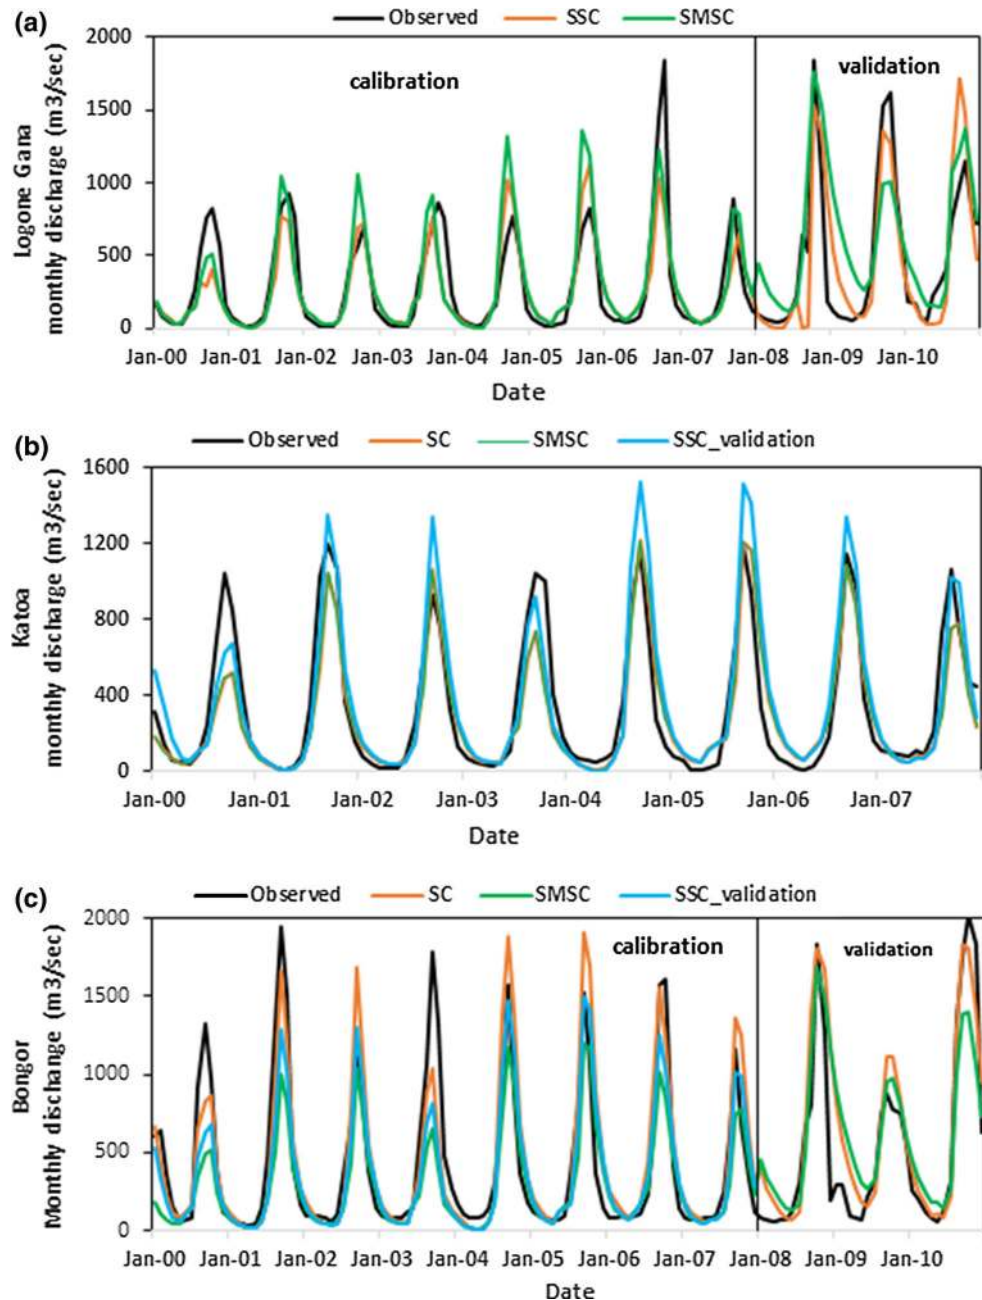 (a)
Observed SSC SMSC
calibration
validation
Logone Gana
monthly discharge (m3/sec)
2000
1500
1000
500
0
Jan-00 Jan-01 Jan-02 Jan-03 Jan-04 Jan-05 Jan-06 Jan-07 Jan-08 Jan-09 Jan-10
Date
(b)
Observed SC SMSC SSC_validation
Katoa
monthly discharge (m3/sec)
1600
1200
800
400
0
Jan-00 Jan-01 Jan-02 Jan-03 Jan-04 Jan-05 Jan-06 Jan-07
Date
(c)
Observed SC SMSC SSC_validation
calibration
validation
Bongor
Monthly dischange (m3/sec)
2000
1500
1000
500
0
Jan-00 Jan-01 Jan-02 Jan-03 Jan-04 Jan-05 Jan-06 Jan-07 Jan-08 Jan-09 Jan-10
Date